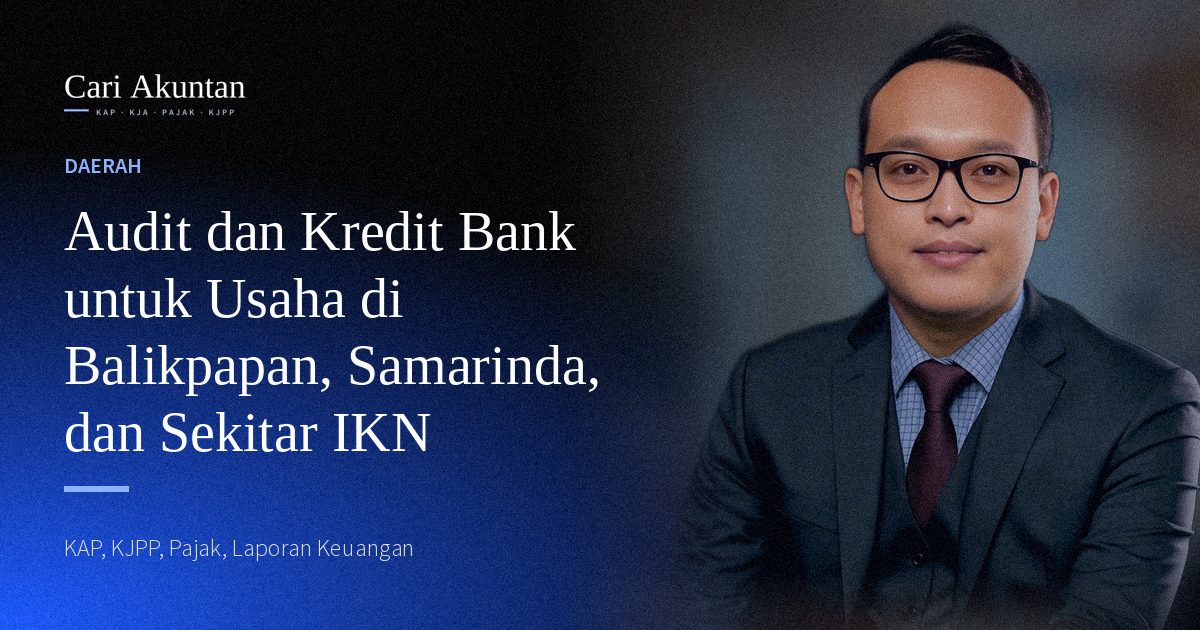 Cari Akuntan
KAP · KJA · PAJAK · KJPP
DAERAH
Audit dan Kredit Bank
untuk Usaha di
Balikpapan, Samarinda,
dan Sekitar IKN
KAP, KJPP, Pajak, Laporan Keuangan